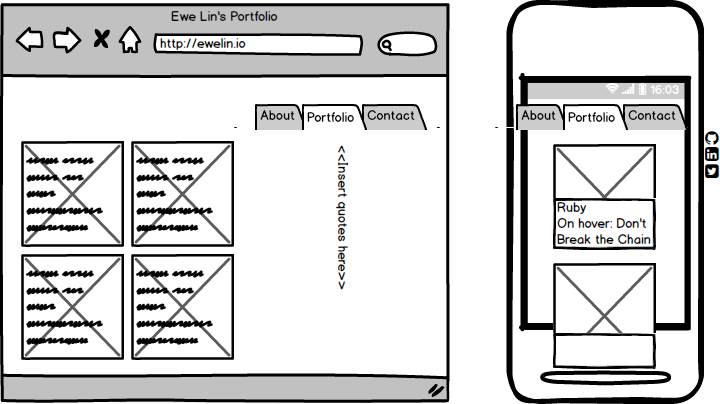 Ewe Lin's Portfolio
http://ewelin.io
About
Portfolio
Contact
<<Insert quotes here>>
16:03
About
Portfolio
Contact
Ruby
On hover: Don't
Break the Chain